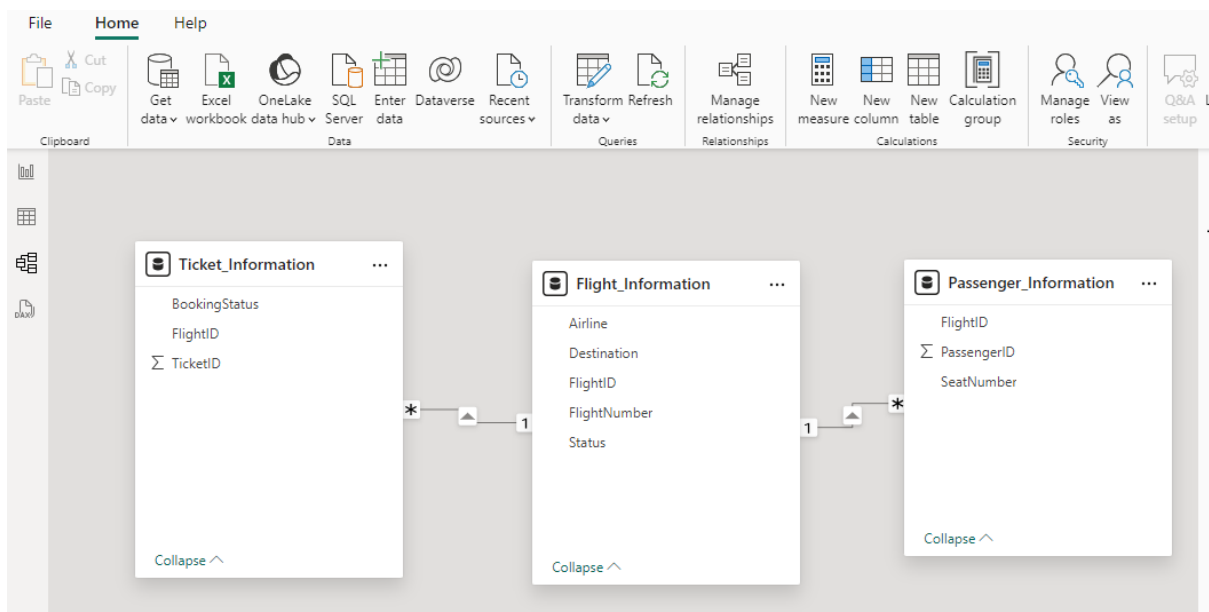 File Home Help
Paste
Cut
Copy
Clipboard
Get data
Excel workbook
OneLake data hub
SQL Server
Enter data
Dataverse
Recent sources
Data
Transform data
Refresh
Queries
Manage relationships
Relationships
New measure
New column
New table
Calculation group
Calculations
Manage roles
View as
Security
Q&A setup
L
DAX
Ticket_Information ...
BookingStatus
FlightID
Σ TicketID
Collapse
* 1
Flight_Information ...
Airline
Destination
FlightID
FlightNumber
Status
Collapse
1 *
Passenger_Information ...
FlightID
Σ PassengerID
SeatNumber
Collapse